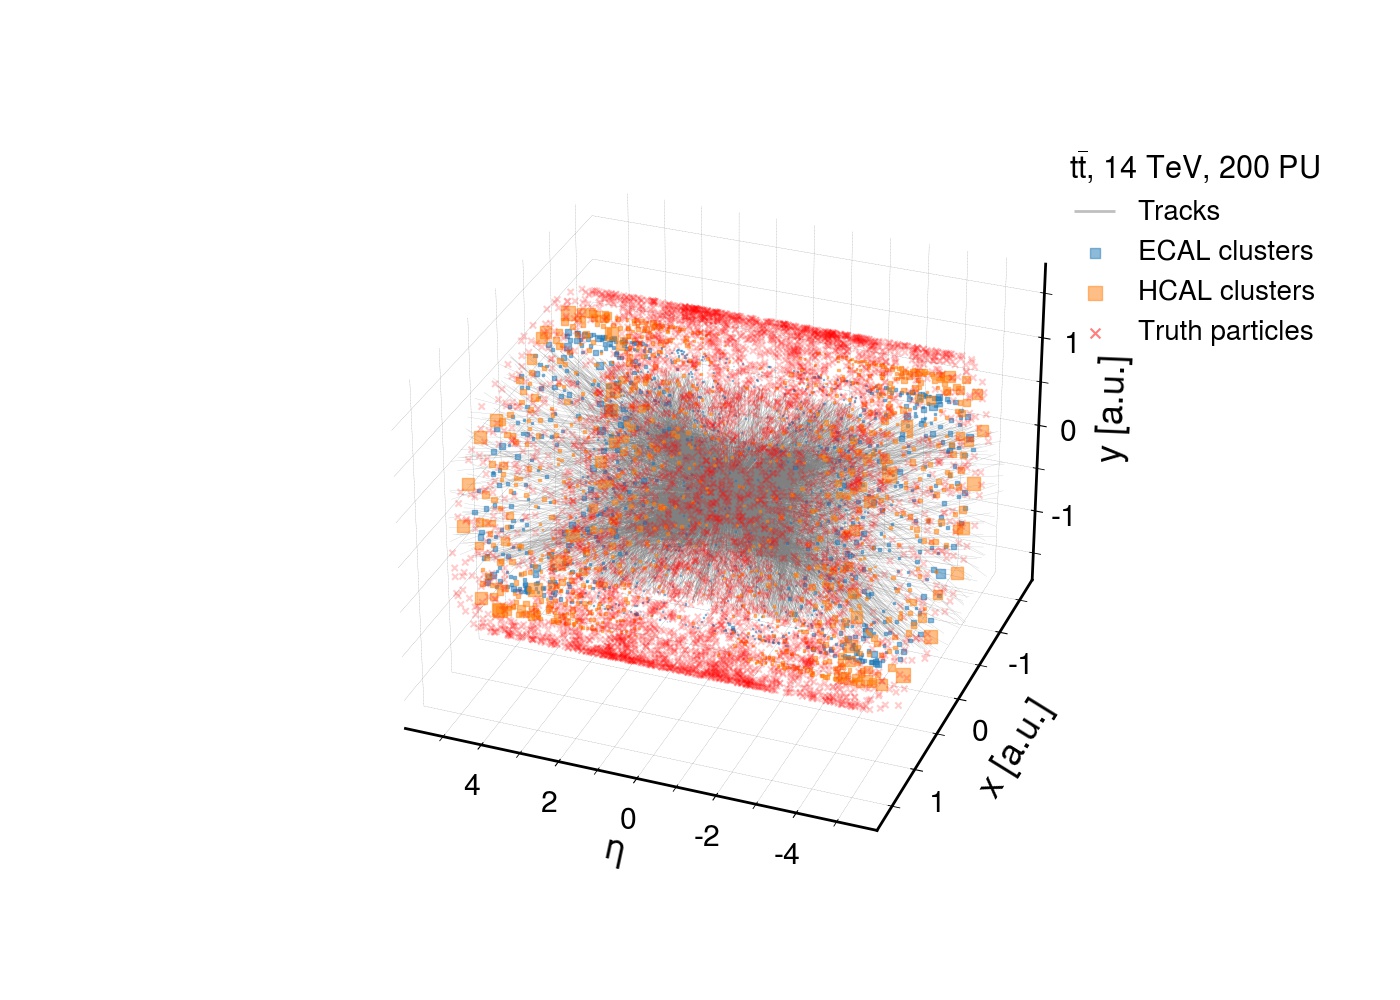 tt̄, 14 TeV, 200 PU
Tracks
ECAL clusters
HCAL clusters
Truth particles
1
0
-1
y [a.u.]
-1
0
1
x [a.u.]
4
2
0
-2
-4
η